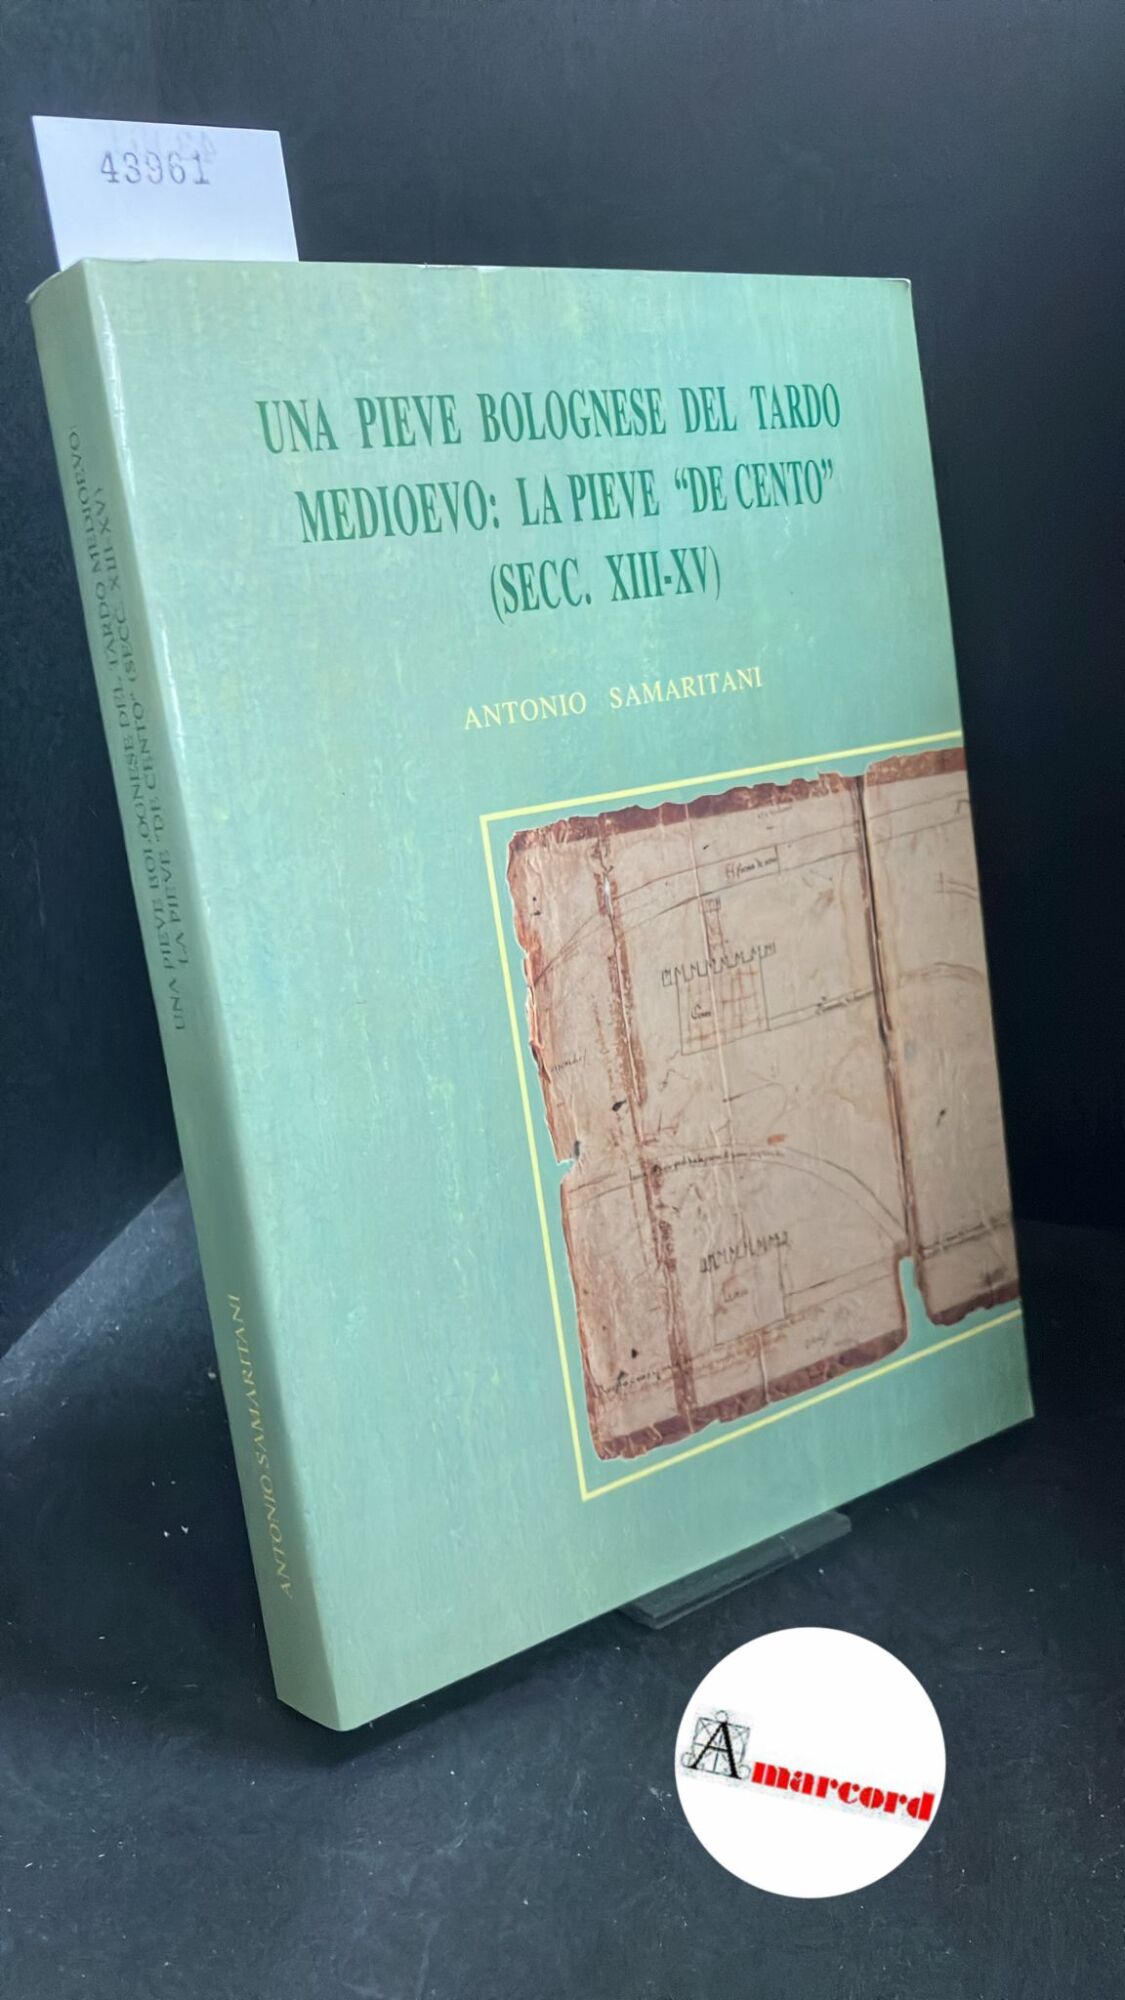 43961
UNA PIEVE BOLOGNESE DEL TARDO
MEDIOEVO: LA PIEVE “DE CENTO”
(SECC. XIII-XV)
ANTONIO SAMARITANI
UNA PIEVE BOLOGNESE DEL TARDO MEDIOEVO:
LA PIEVE "DE CENTO" (SECC. XIII-XV)
ANTONIO SAMARITANI
Amarcord